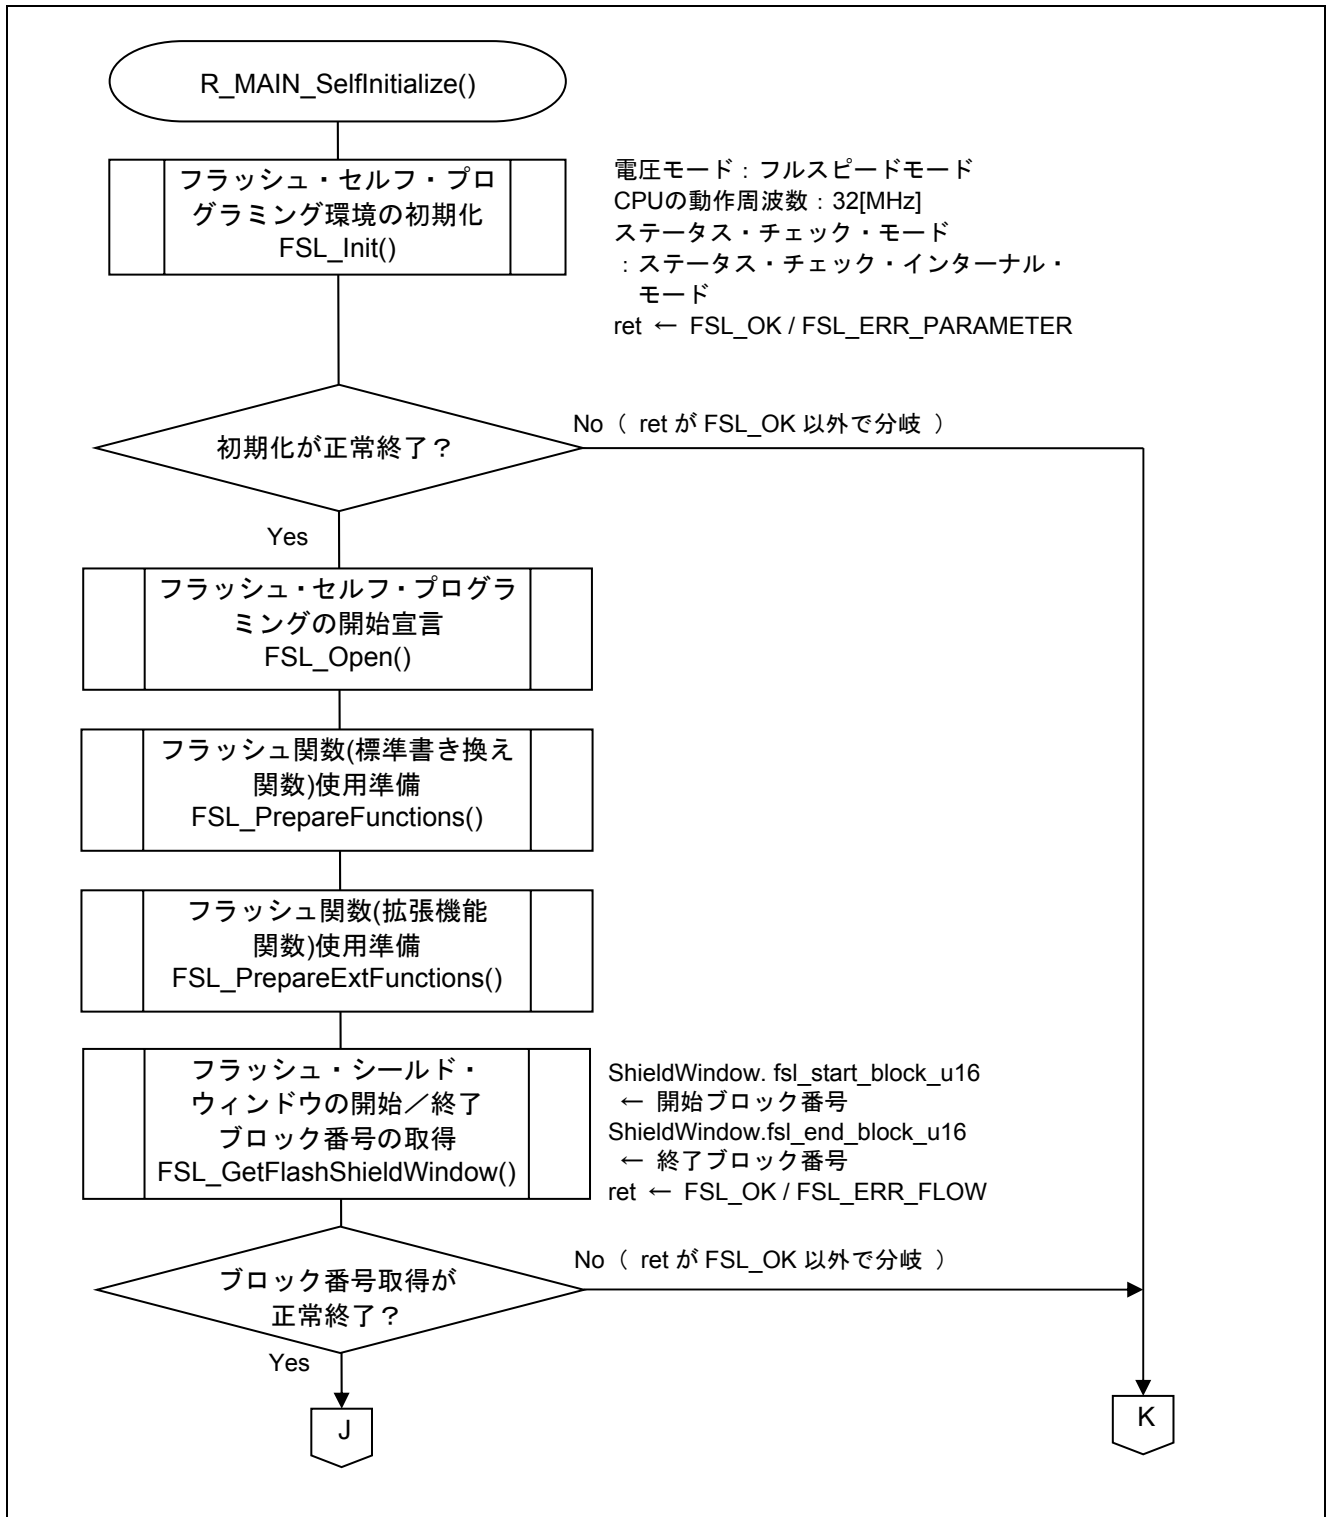 R_MAIN_SelfInitialize()
フラッシュ・セルフ・プロ
グラミング環境の初期化
FSL_Init()
電圧モード：フルスピードモード
CPUの動作周波数：32[MHz]
ステータス・チェック・モード
：ステータス・チェック・インターナル・
モード
ret ← FSL_OK / FSL_ERR_PARAMETER
初期化が正常終了？
No（ ret が FSL_OK 以外で分岐 ）
Yes
フラッシュ・セルフ・プログラ
ミングの開始宣言
FSL_Open()
フラッシュ関数(標準書き換え
関数)使用準備
FSL_PrepareFunctions()
フラッシュ関数(拡張機能
関数)使用準備
FSL_PrepareExtFunctions()
フラッシュ・シールド・
ウィンドウの開始／終了
ブロック番号の取得
FSL_GetFlashShieldWindow()
ShieldWindow. fsl_start_block_u16
← 開始ブロック番号
ShieldWindow.fsl_end_block_u16
← 終了ブロック番号
ret ← FSL_OK / FSL_ERR_FLOW
ブロック番号取得が
正常終了？
No（ ret が FSL_OK 以外で分岐 ）
Yes
J
K